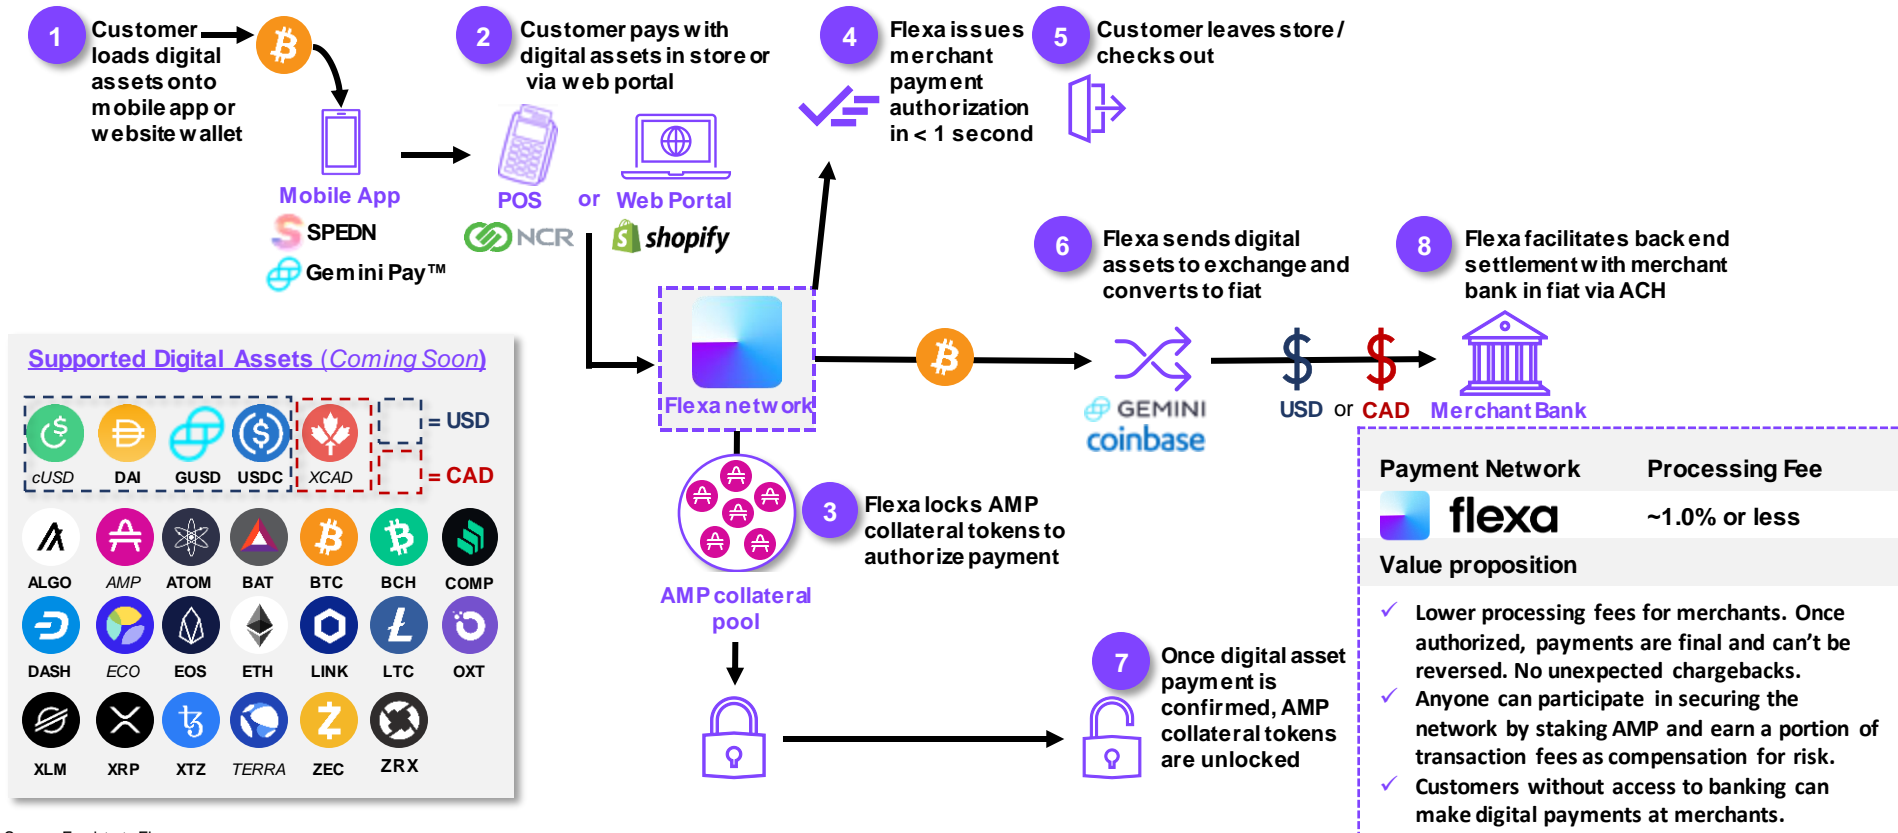 1
Customer
loads digital
assets onto
mobile app or
website wallet
Mobile App
SPEDN
Gemini Pay™
2
Customer pays with
digital assets in store or
via web portal
POS or Web Portal
NCR
shopify
4
Flexa issues
merchant
payment
authorization
in < 1 second
5
Customer leaves store/
checks out
Flexa network
6
Flexa sends digital
assets to exchange and
converts to fiat
GEMINI
coinbase
$ $
USD or CAD
8
Flexa facilitates back end
settlement with merchant
bank in fiat via ACH
Merchant Bank
3
Flexa locks AMP
collateral tokens to
authorize payment
AMP collateral
pool
7
Once digital asset
payment is
confirmed, AMP
collateral tokens
are unlocked
Supported Digital Assets (Coming Soon)
cUSD DAI GUSD USDC XCAD
= USD
= CAD
ALGO AMP ATOM BAT BTC BCH COMP
DASH ECO EOS ETH LINK LTC OXT
XLM XRP XTZ TERRA ZEC ZRX
Payment Network Processing Fee
flexa ~1.0% or less
Value proposition
✓ Lower processing fees for merchants. Once
authorized, payments are final and can't be
reversed. No unexpected chargebacks.
✓ Anyone can participate in securing the
network by staking AMP and earn a portion of
transaction fees as compensation for risk.
✓ Customers without access to banking can
make digital payments at merchants.